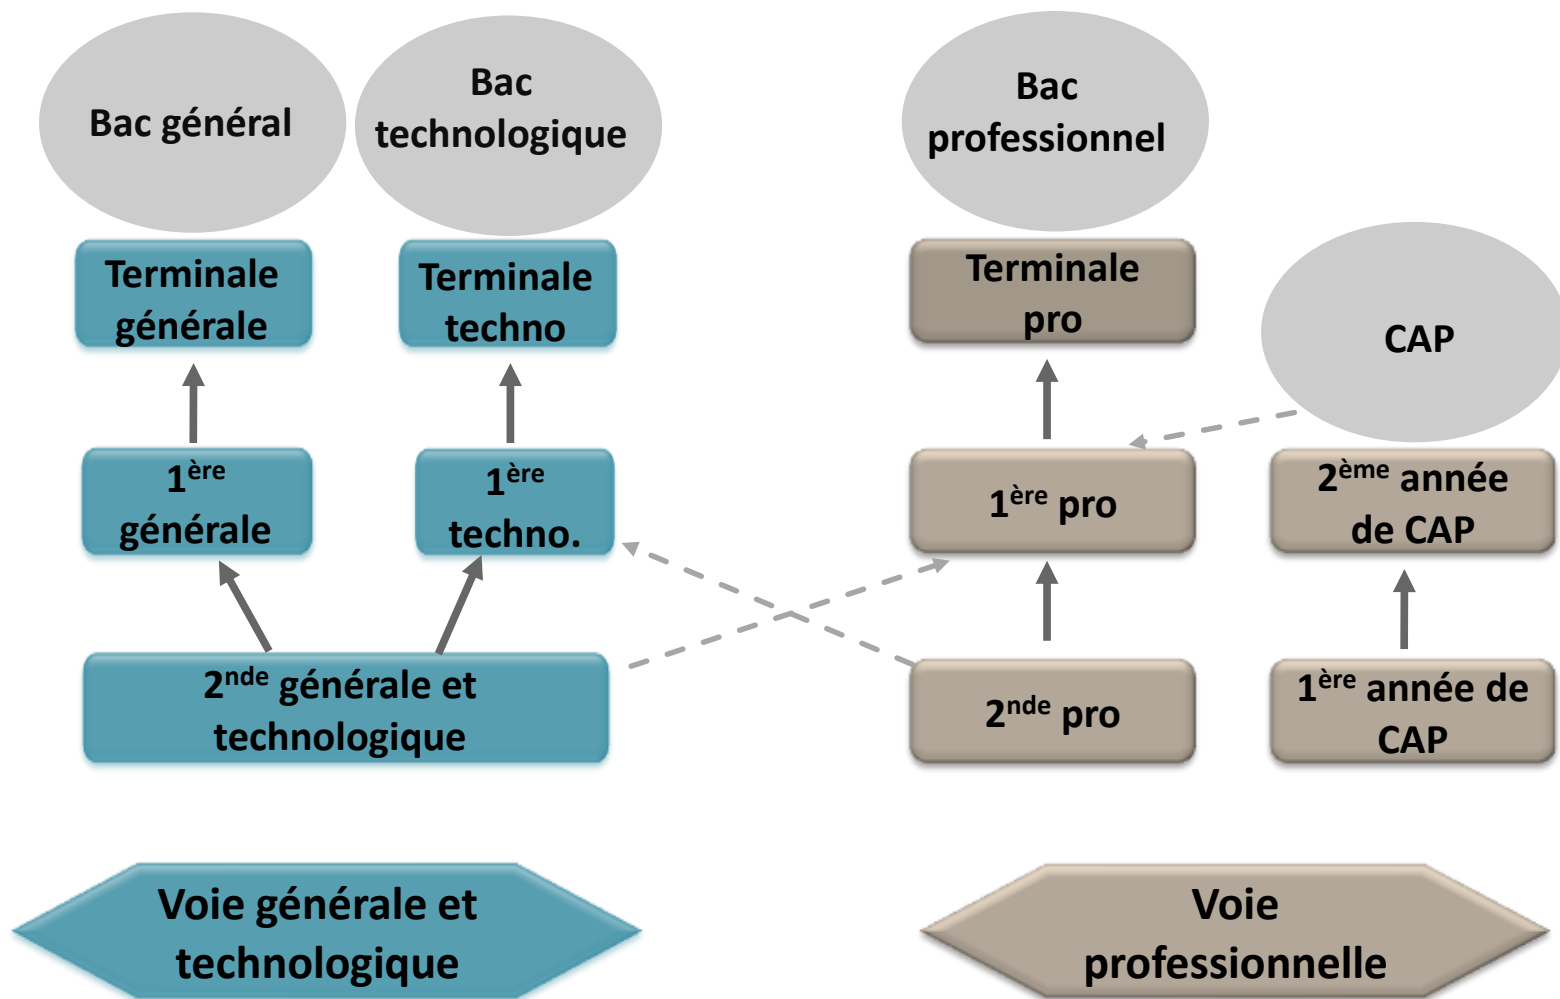 Bac général
Bac
technologique
Bac
professionnel
Terminale
générale
Terminale
techno
Terminale
pro
CAP
1ère
générale
1ère
techno.
1ère pro
2ème année
de CAP
2nde générale et
technologique
2nde pro
1ère année de
CAP
Voie générale et
technologique
Voie
professionnelle